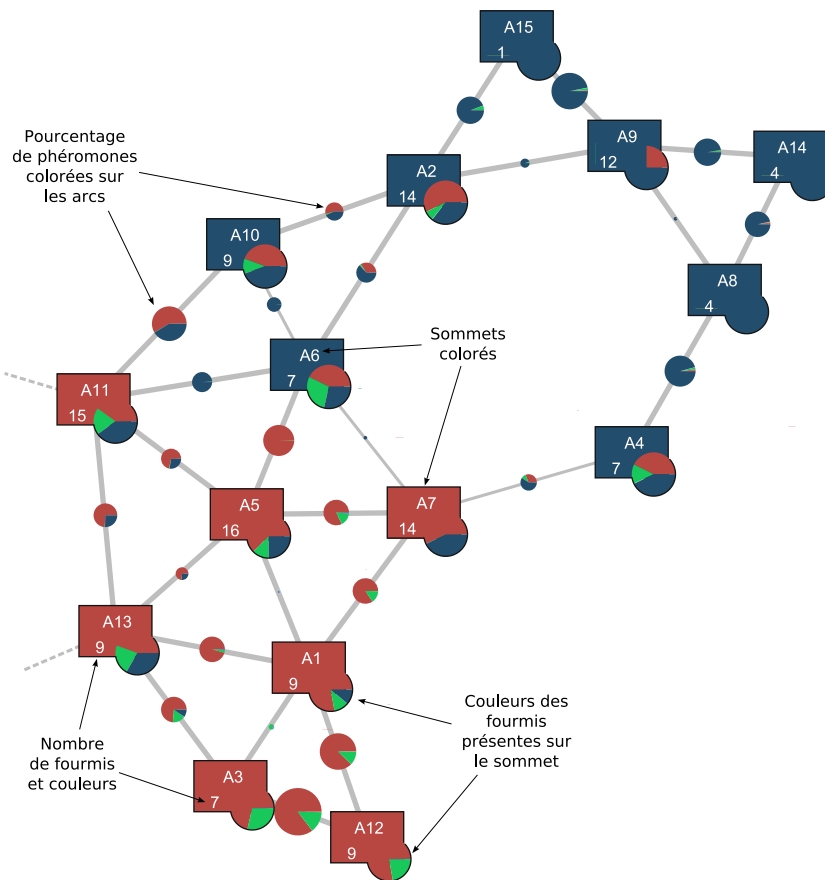 A15
1
Pourcentage
de phéromones
colorées sur
les arcs
A9
12
A14
4
A2
14
A10
9
A8
4
Sommets
colorés
A6
7
A11
15
A4
7
A5
16
A7
14
A13
9
A1
9
Couleurs des
fourmis
présentes sur
le sommet
Nombre
de fourmis
et couleurs
A3
7
A12
9